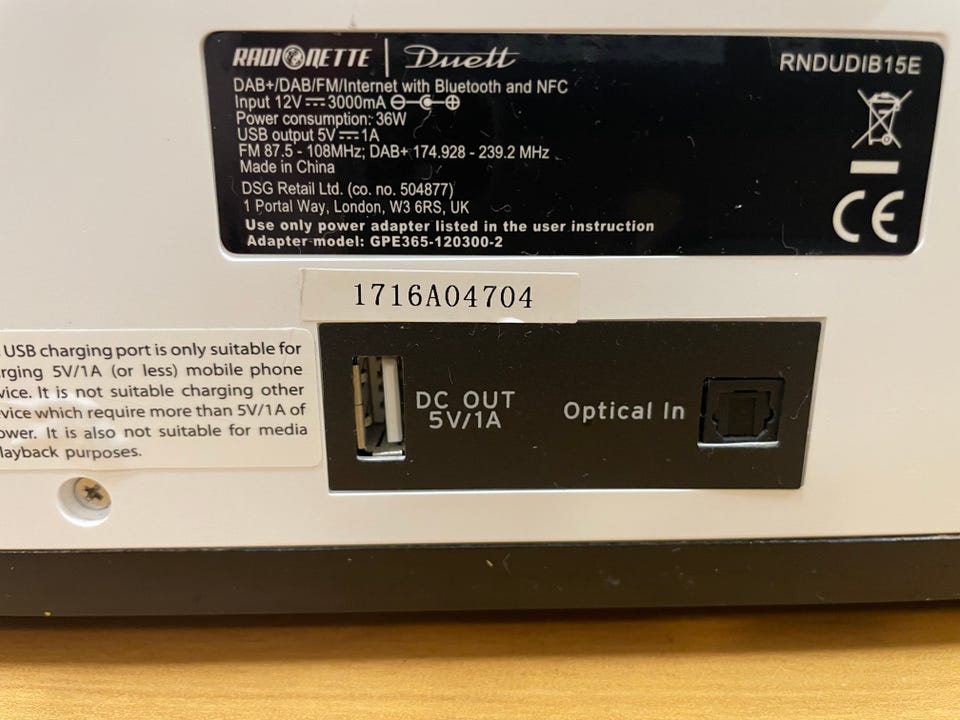 RADIONETTE | Duett
RNDUDIB15E
DAB+/DAB/FM/Internet with Bluetooth and NFC
Input 12V ⎓ 3000mA ⊖-●-⊕
Power consumption: 36W
USB output 5V ⎓ 1A
FM 87.5 - 108MHz; DAB+ 174.928 - 239.2 MHz
Made in China
DSG Retail Ltd. (co. no. 504877)
1 Portal Way, London, W3 6RS, UK
Use only power adapter listed in the user instruction
Adapter model: GPE365-120300-2
CE
1716A04704
USB charging port is only suitable for
rging 5V/1A (or less) mobile phone
vice. It is not suitable charging other
vice which require more than 5V/1A of
ower. It is also not suitable for media
layback purposes.
DC OUT
5V/1A
Optical In